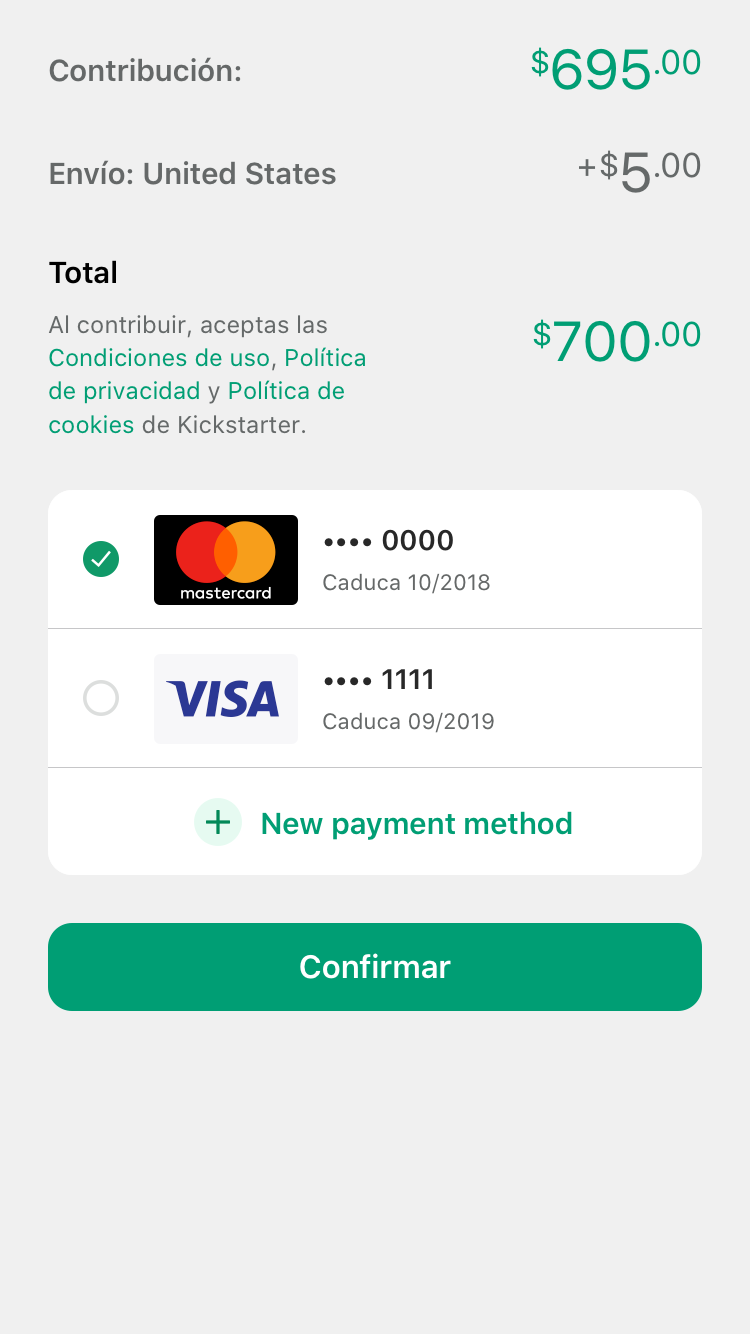 Contribución: $695.00
Envío: United States +$5.00
Total
Al contribuir, aceptas las
Condiciones de uso, Política
de privacidad y Política de
cookies de Kickstarter.
$700.00
mastercard
•••• 0000
Caduca 10/2018
VISA
•••• 1111
Caduca 09/2019
+ New payment method
Confirmar